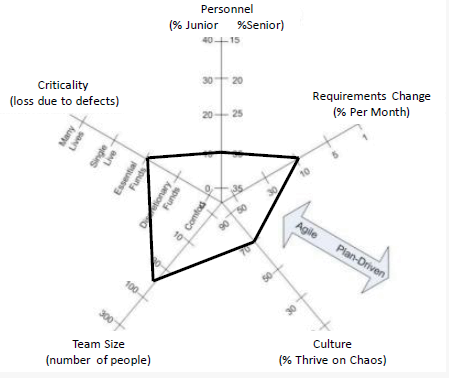 Personnel
(% Junior    %Senior)
40 15
30 20
20 25
35
0 35
Criticality
(loss due to defects)
Many
Lives
Single
Live
Essential
Funds
Discretionary
Funds
Comfort
Requirements Change
(% Per Month)
1
5
10
30
50
Agile
Plan-Driven
90
70
50
30
Culture
(% Thrive on Chaos)
10
100
300
Team Size
(number of people)